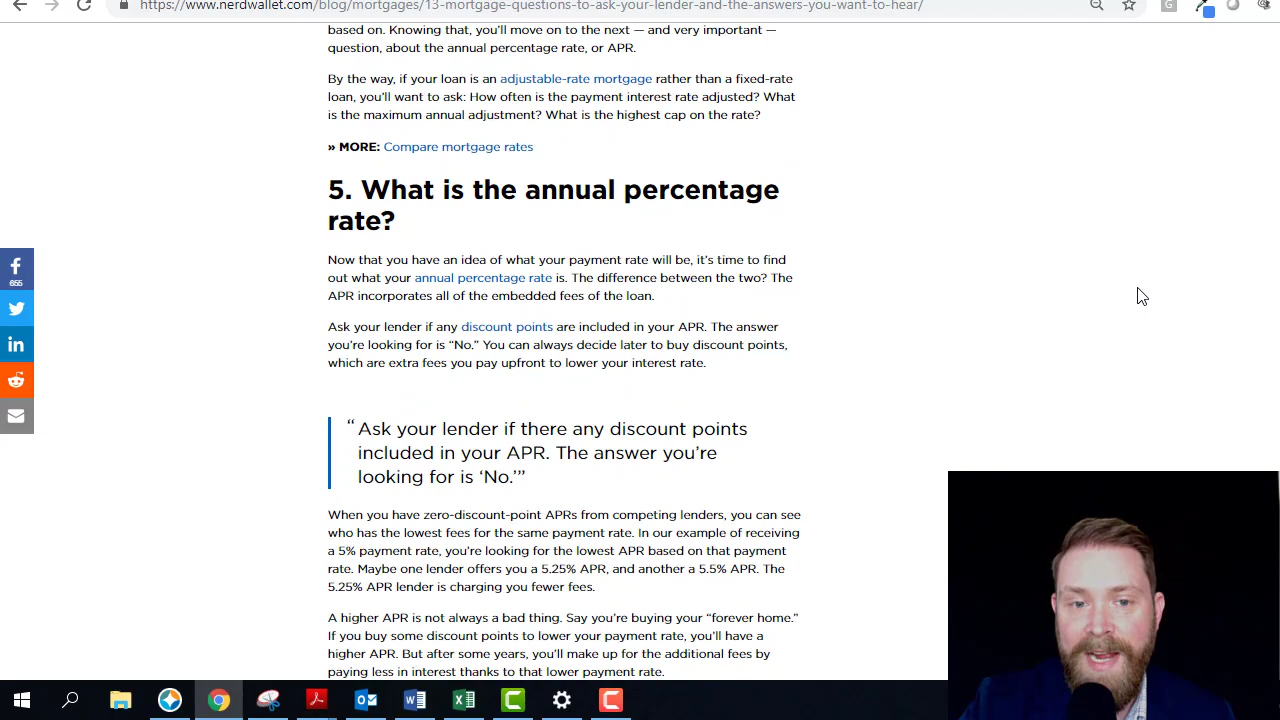 https://www.nerdwallet.com/blog/mortgages/13-mortgage-questions-to-ask-your-lender-and-the-answers-you-want-to-hear/
based on. Knowing that, you’ll move on to the next — and very important —
question, about the annual percentage rate, or APR.
By the way, if your loan is an adjustable-rate mortgage rather than a fixed-rate
loan, you’ll want to ask: How often is the payment interest rate adjusted? What
is the maximum annual adjustment? What is the highest cap on the rate?
» MORE: Compare mortgage rates
5. What is the annual percentage
rate?
Now that you have an idea of what your payment rate will be, it’s time to find
out what your annual percentage rate is. The difference between the two? The
APR incorporates all of the embedded fees of the loan.
Ask your lender if any discount points are included in your APR. The answer
you’re looking for is “No.” You can always decide later to buy discount points,
which are extra fees you pay upfront to lower your interest rate.
“Ask your lender if there any discount points
included in your APR. The answer you’re
looking for is ‘No.’”
When you have zero-discount-point APRs from competing lenders, you can see
who has the lowest fees for the same payment rate. In our example of receiving
a 5% payment rate, you’re looking for the lowest APR based on that payment
rate. Maybe one lender offers you a 5.25% APR, and another a 5.5% APR. The
5.25% APR lender is charging you fewer fees.
A higher APR is not always a bad thing. Say you’re buying your “forever home.”
If you buy some discount points to lower your payment rate, you’ll have a
higher APR. But after some years, you’ll make up for the additional fees by
paying less in interest thanks to that lower payment rate.
655